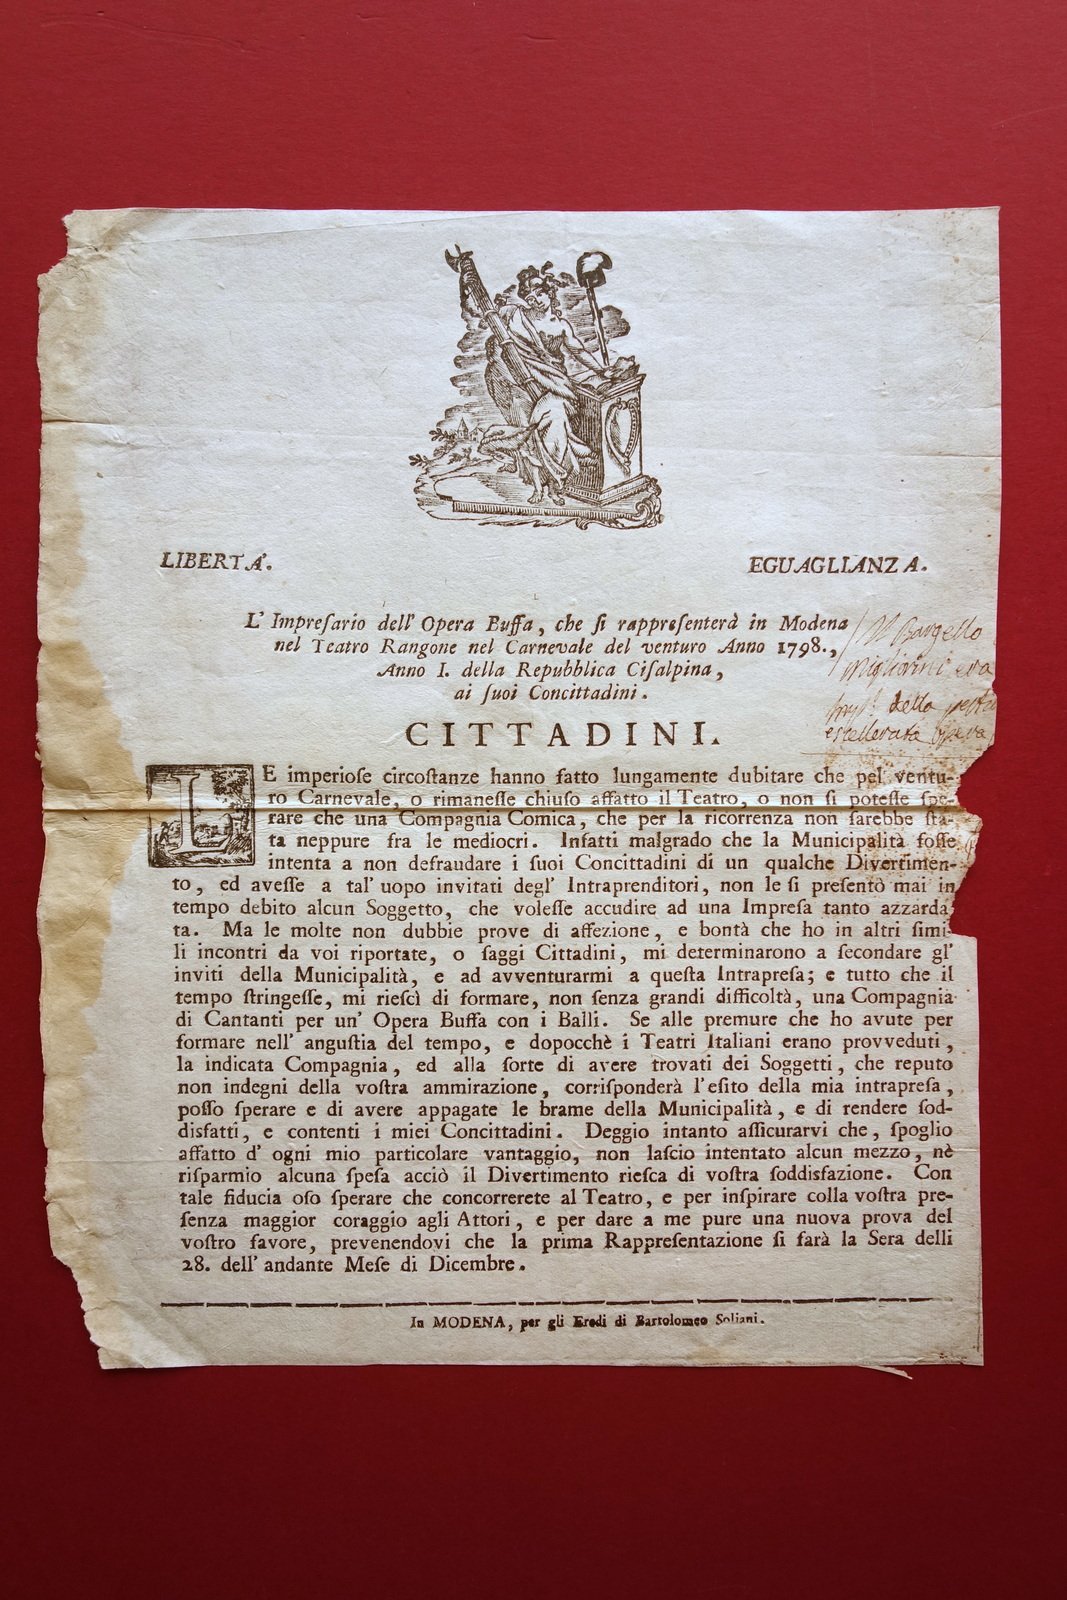 LIBERTA'.
EGUAGLIANZA.
L' Impreſario dell' Opera Buffa, che ſi rappreſenterà in Modena
nel Teatro Rangone nel Carnevale del venturo Anno 1798.,
Anno I. della Repubblica Ciſalpina,
ai ſuoi Concittadini.
Il Bargello
Migliorini era
della
CITTADINI.
LE imperioſe circoſtanze hanno fatto lungamente dubitare che pel' ventu-
ro Carnevale, o rimaneſſe chiuſo affatto il Teatro, o non ſi poteſſe ſpe-
rare che una Compagnia Comica, che per la ricorrenza non ſarebbe ſta-
ta neppure fra le mediocri. Infatti malgrado che la Municipalità foſſe
intenta a non defraudare i ſuoi Concittadini di un qualche Divertimen-
to, ed aveſſe a tal' uopo invitati degl' Intraprenditori, non le ſi preſentò mai in
tempo debito alcun Soggetto, che voleſſe accudire ad una Impreſa tanto azzarda
ta. Ma le molte non dubbie prove di affezione, e bontà che ho in altri ſimi-
li incontri da voi riportate, o ſaggi Cittadini, mi determinarono a ſecondare gl'
inviti della Municipalità, e ad avventurarmi a queſta Intrapreſa; e tutto che il
tempo ſtringeſſe, mi rieſcì di formare, non ſenza grandi difficoltà, una Compagnia
di Cantanti per un' Opera Buffa con i Balli. Se alle premure che ho avute per
formare nell' anguſtia del tempo, e dopocchè i Teatri Italiani erano provveduti,
la indicata Compagnia, ed alla ſorte di avere trovati dei Soggetti, che reputo
non indegni della voſtra ammirazione, corriſponderà l'eſito della mia intrapreſa,
poſſo ſperare e di avere appagate le brame della Municipalità, e di rendere ſod-
disfatti, e contenti i miei Concittadini. Deggio intanto aſſicurarvi che, ſpoglio
affatto d' ogni mio particolare vantaggio, non laſcio intentato alcun mezzo, nè
riſparmio alcuna ſpeſa acciò il Divertimento rieſca di voſtra ſoddisfazione. Con
tale fiducia oſo ſperare che concorrerete al Teatro, e per inſpirare colla voſtra pre-
ſenza maggior coraggio agli Attori, e per dare a me pure una nuova prova del
voſtro favore, prevenendovi che la prima Rappreſentazione ſi farà la Sera delli
28. dell' andante Meſe di Dicembre.
In MODENA, per gli Eredi di Bartolomeo Soliani.